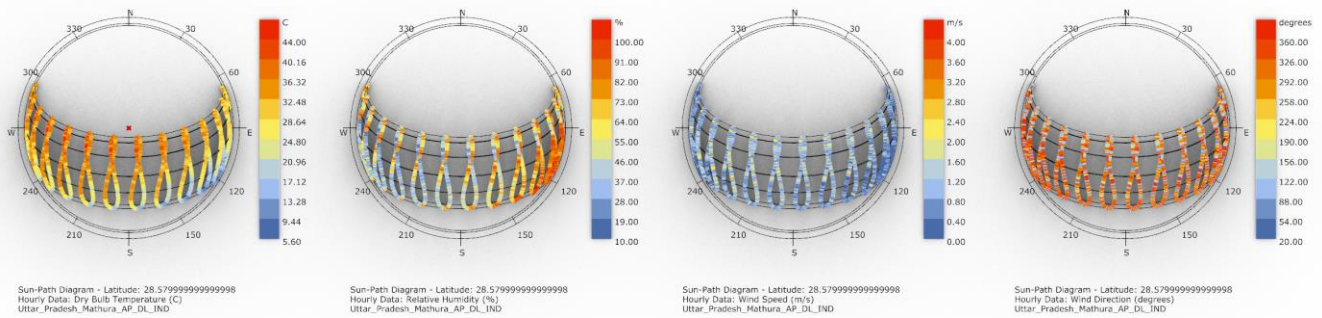 N
330
30
300
60
W
E
240
120
210
150
S
C
44.00
40.16
36.32
32.48
28.64
24.80
20.96
17.12
13.28
9.44
5.60
Sun-Path Diagram - Latitude: 28.579999999999998
Hourly Data: Dry Bulb Temperature (C)
Uttar_Pradesh_Mathura_AP_DL_IND
N
330
30
300
60
W
E
240
120
210
150
S
%
100.00
91.00
82.00
73.00
64.00
55.00
46.00
37.00
28.00
19.00
10.00
Sun-Path Diagram - Latitude: 28.579999999999998
Hourly Data: Relative Humidity (%)
Uttar_Pradesh_Mathura_AP_DL_IND
N
330
30
300
60
W
E
240
120
210
150
S
m/s
4.00
3.60
3.20
2.80
2.40
2.00
1.60
1.20
0.80
0.40
0.00
Sun-Path Diagram - Latitude: 28.579999999999998
Hourly Data: Wind Speed (m/s)
Uttar_Pradesh_Mathura_AP_DL_IND
N
330
30
300
60
W
E
240
120
210
150
S
degrees
360.00
326.00
292.00
258.00
224.00
190.00
156.00
122.00
88.00
54.00
20.00
Sun-Path Diagram - Latitude: 28.579999999999998
Hourly Data: Wind Direction (degrees)
Uttar_Pradesh_Mathura_AP_DL_IND